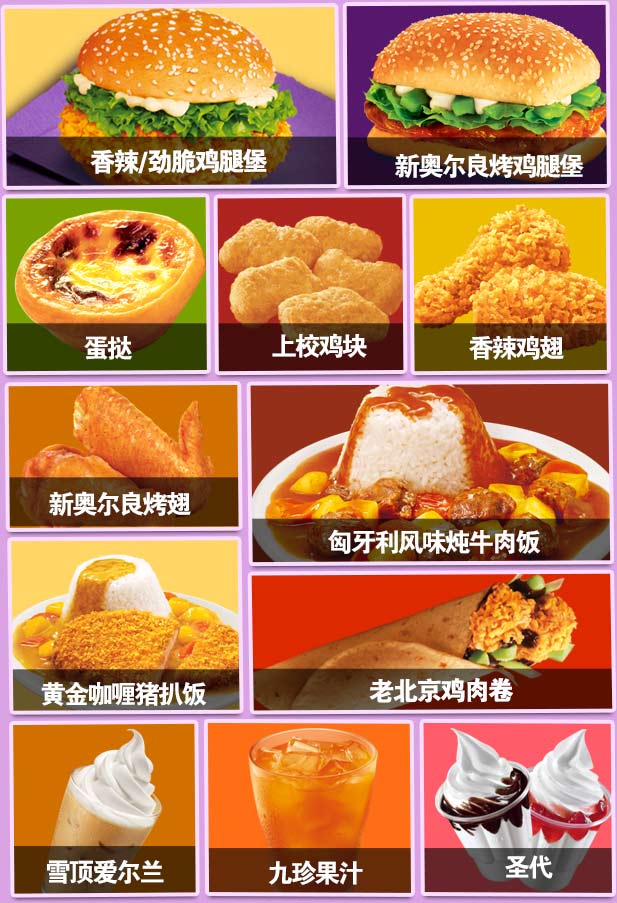 香辣/劲脆鸡腿堡
新奥尔良烤鸡腿堡
蛋挞
上校鸡块
香辣鸡翅
新奥尔良烤翅
匈牙利风味炖牛肉饭
黄金咖喱猪扒饭
老北京鸡肉卷
雪顶爱尔兰
九珍果汁
圣代